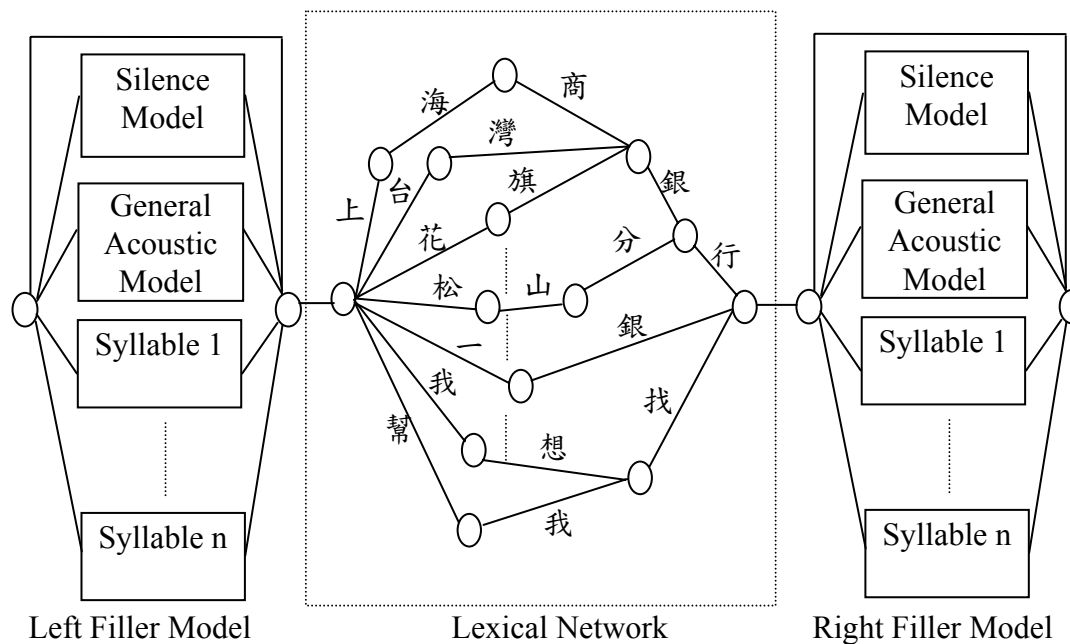 Silence
Model
General
Acoustic
Model
Syllable 1
Syllable n
Left Filler Model
海
商
灣
台
上
旗
銀
花
分
行
松
山
一
銀
我
找
幫
想
我
Lexical Network
Silence
Model
General
Acoustic
Model
Syllable 1
Syllable n
Right Filler Model